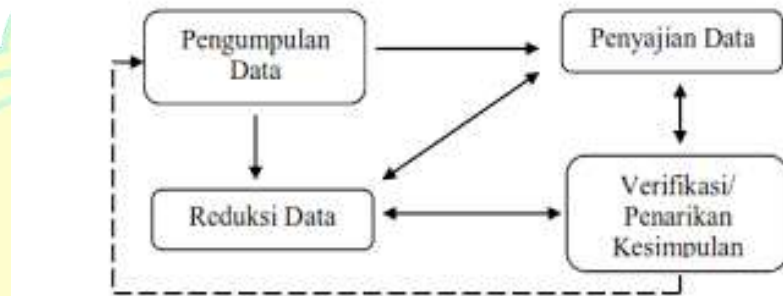 Pengumpulan
Data
Penyajian Data
Reduksi Data
Verifikasi/
Penarikan
Kesimpulan